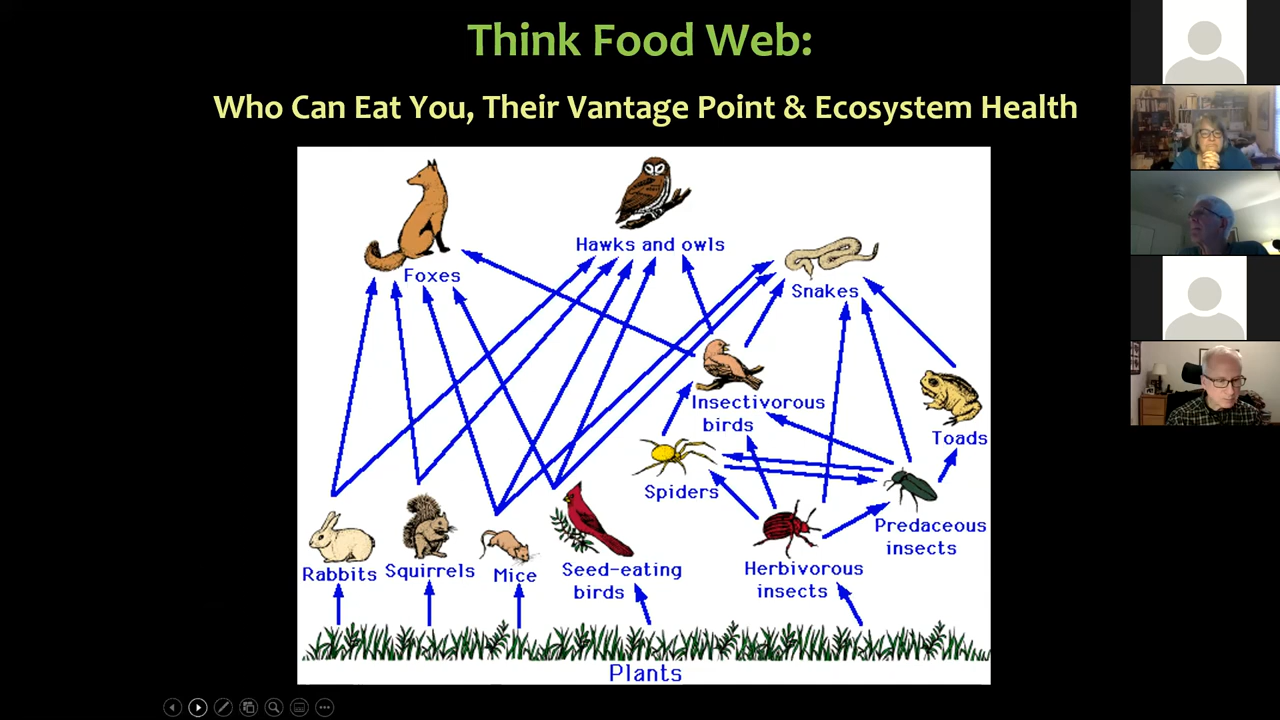 Think Food Web:
Who Can Eat You, Their Vantage Point & Ecosystem Health
Hawks and owls
Foxes
Snakes
Insectivorous
birds
Toads
Spiders
Predaceous
insects
Rabbits
Squirrels
Mice
Seed-eating
birds
Herbivorous
insects
Plants